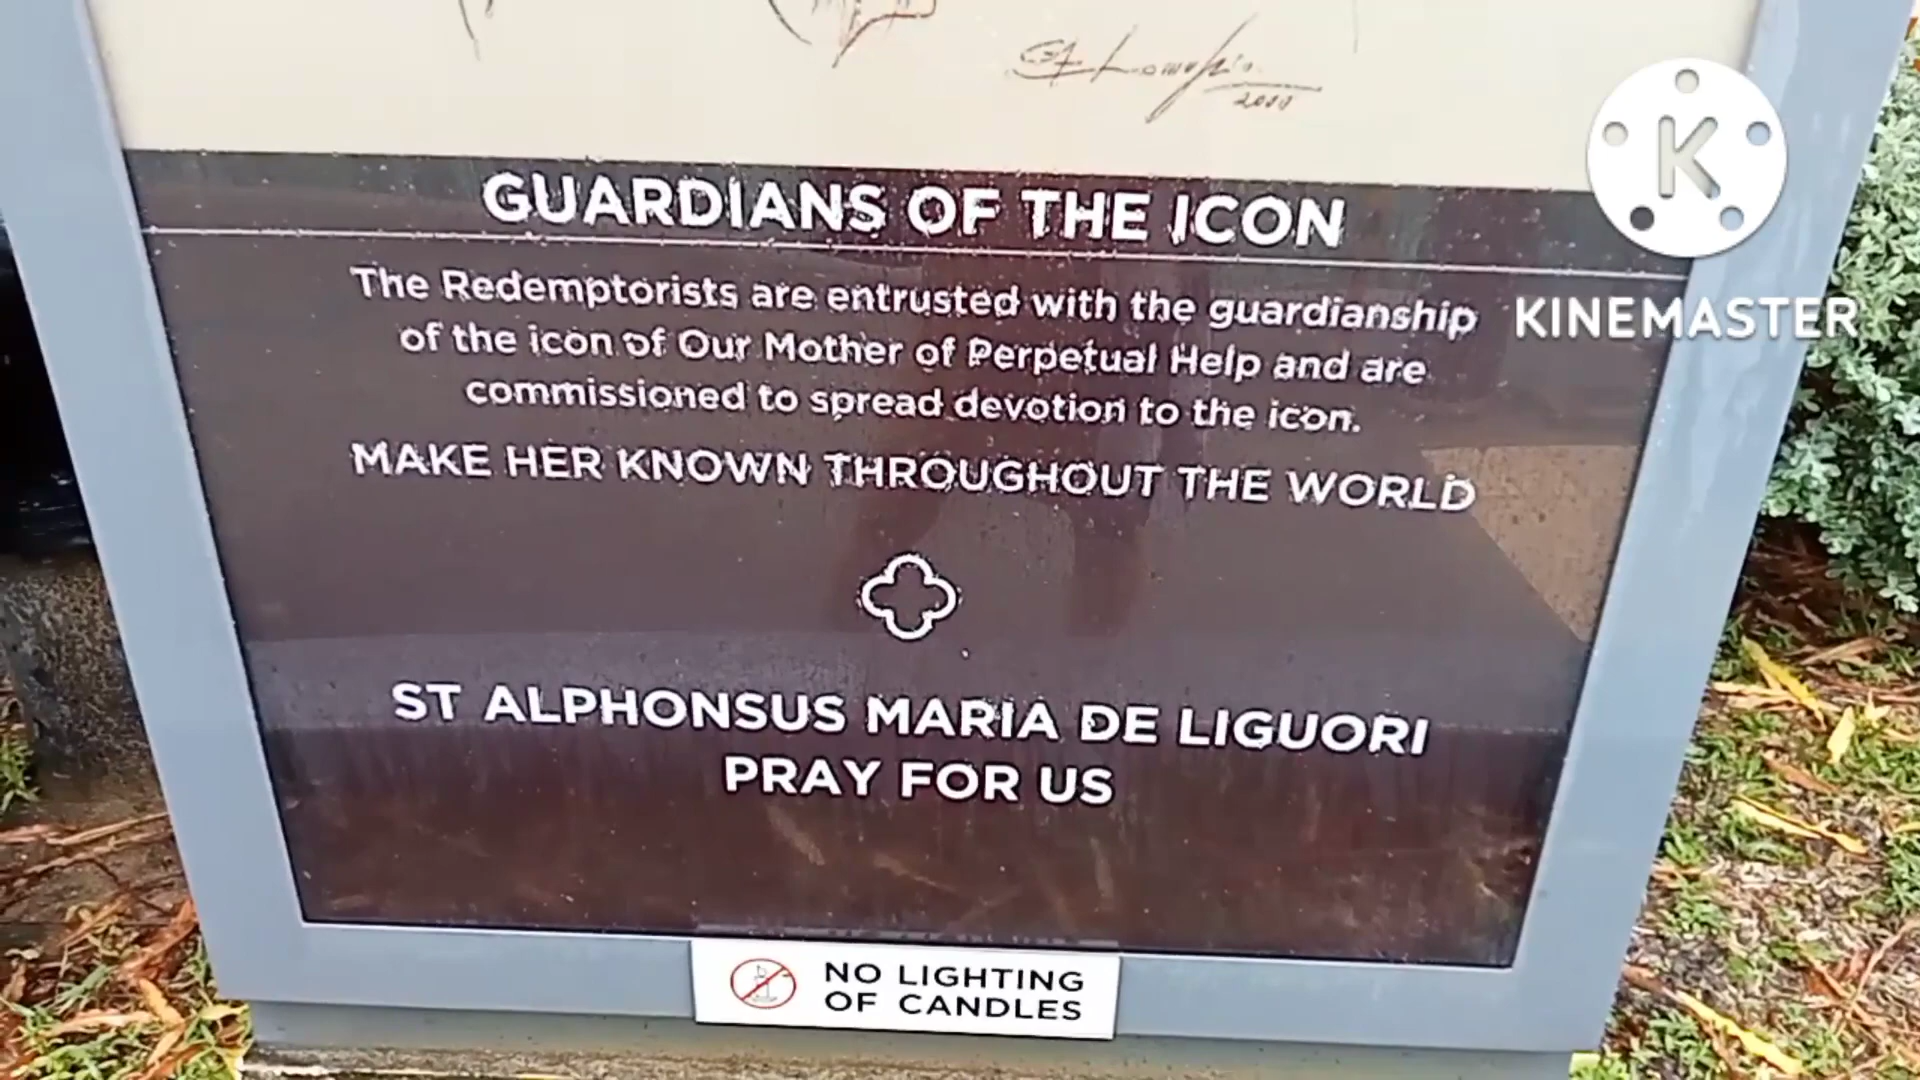 2000
GUARDIANS OF THE ICON
The Redemptorists are entrusted with the guardianship
of the icon of Our Mother of Perpetual Help and are
commissioned to spread devotion to the icon.
MAKE HER KNOWN THROUGHOUT THE WORLD
ST ALPHONSUS MARIA DE LIGUORI
PRAY FOR US
NO LIGHTING
OF CANDLES
K
KINEMASTER